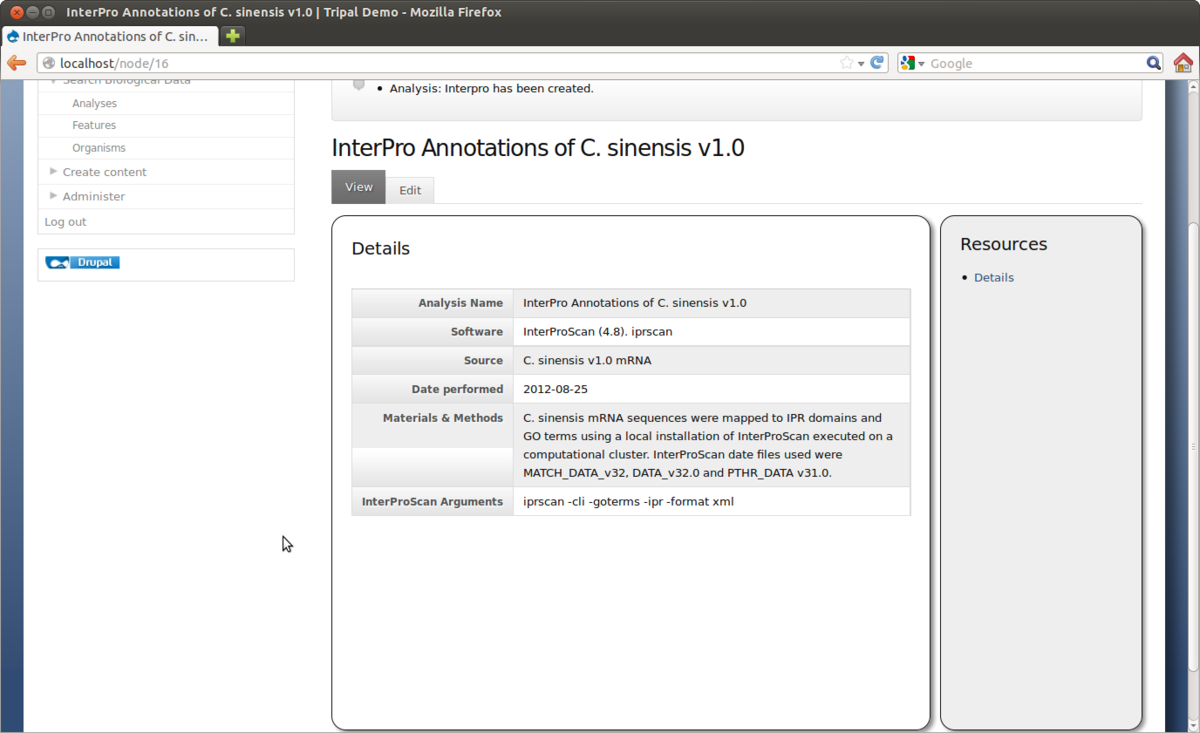 InterPro Annotations of C. sinensis v1.0 | Tripal Demo - Mozilla Firefox
InterPro Annotations of C. sin...
localhost/node/16
Google
Search Biological Data
Analyses
Features
Organisms
Create content
Administer
Log out
Drupal
Analysis: Interpro has been created.
InterPro Annotations of C. sinensis v1.0
View
Edit
Details
Analysis Name InterPro Annotations of C. sinensis v1.0
Software InterProScan (4.8). iprscan
Source C. sinensis v1.0 mRNA
Date performed 2012-08-25
Materials & Methods C. sinensis mRNA sequences were mapped to IPR domains and
GO terms using a local installation of InterProScan executed on a
computational cluster. InterProScan date files used were
MATCH_DATA_v32, DATA_v32.0 and PTHR_DATA v31.0.
InterProScan Arguments iprscan -cli -goterms -ipr -format xml
Resources
Details